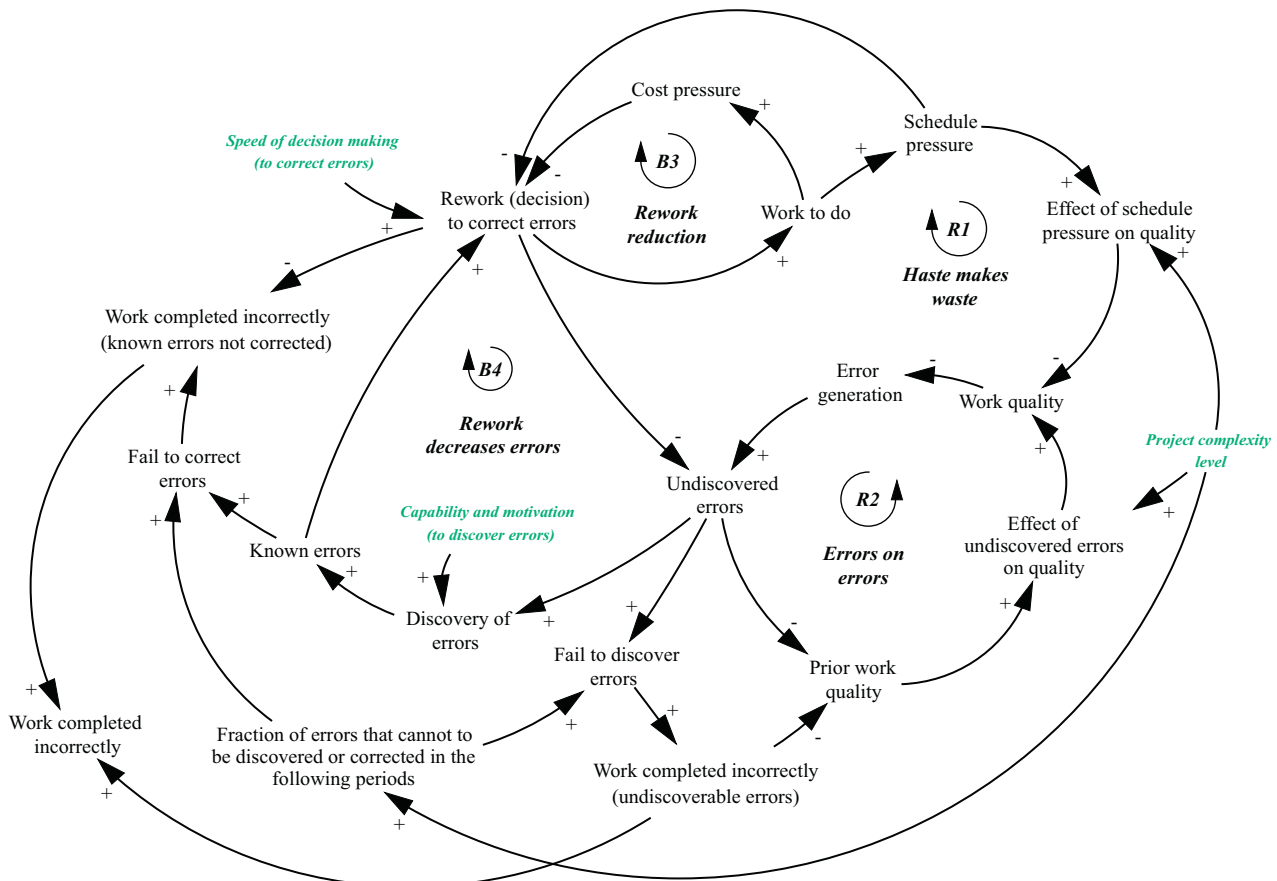 Cost pressure
Schedule
pressure
Speed of decision making
(to correct errors)
B3
Rework
reduction
Rework (decision)
to correct errors
Work to do
R1
Haste makes
waste
Effect of schedule
pressure on quality
Work completed incorrectly
(known errors not corrected)
B4
Rework
decreases errors
Error
generation
Work quality
Project complexity
level
Fail to correct
errors
Undiscovered
errors
R2
Errors on
errors
Effect of
undiscovered errors
on quality
Capability and motivation
(to discover errors)
Known errors
Discovery of
errors
Fail to discover
errors
Prior work
quality
Work completed
incorrectly
Fraction of errors that cannot to
be discovered or corrected in the
following periods
Work completed incorrectly
(undiscoverable errors)